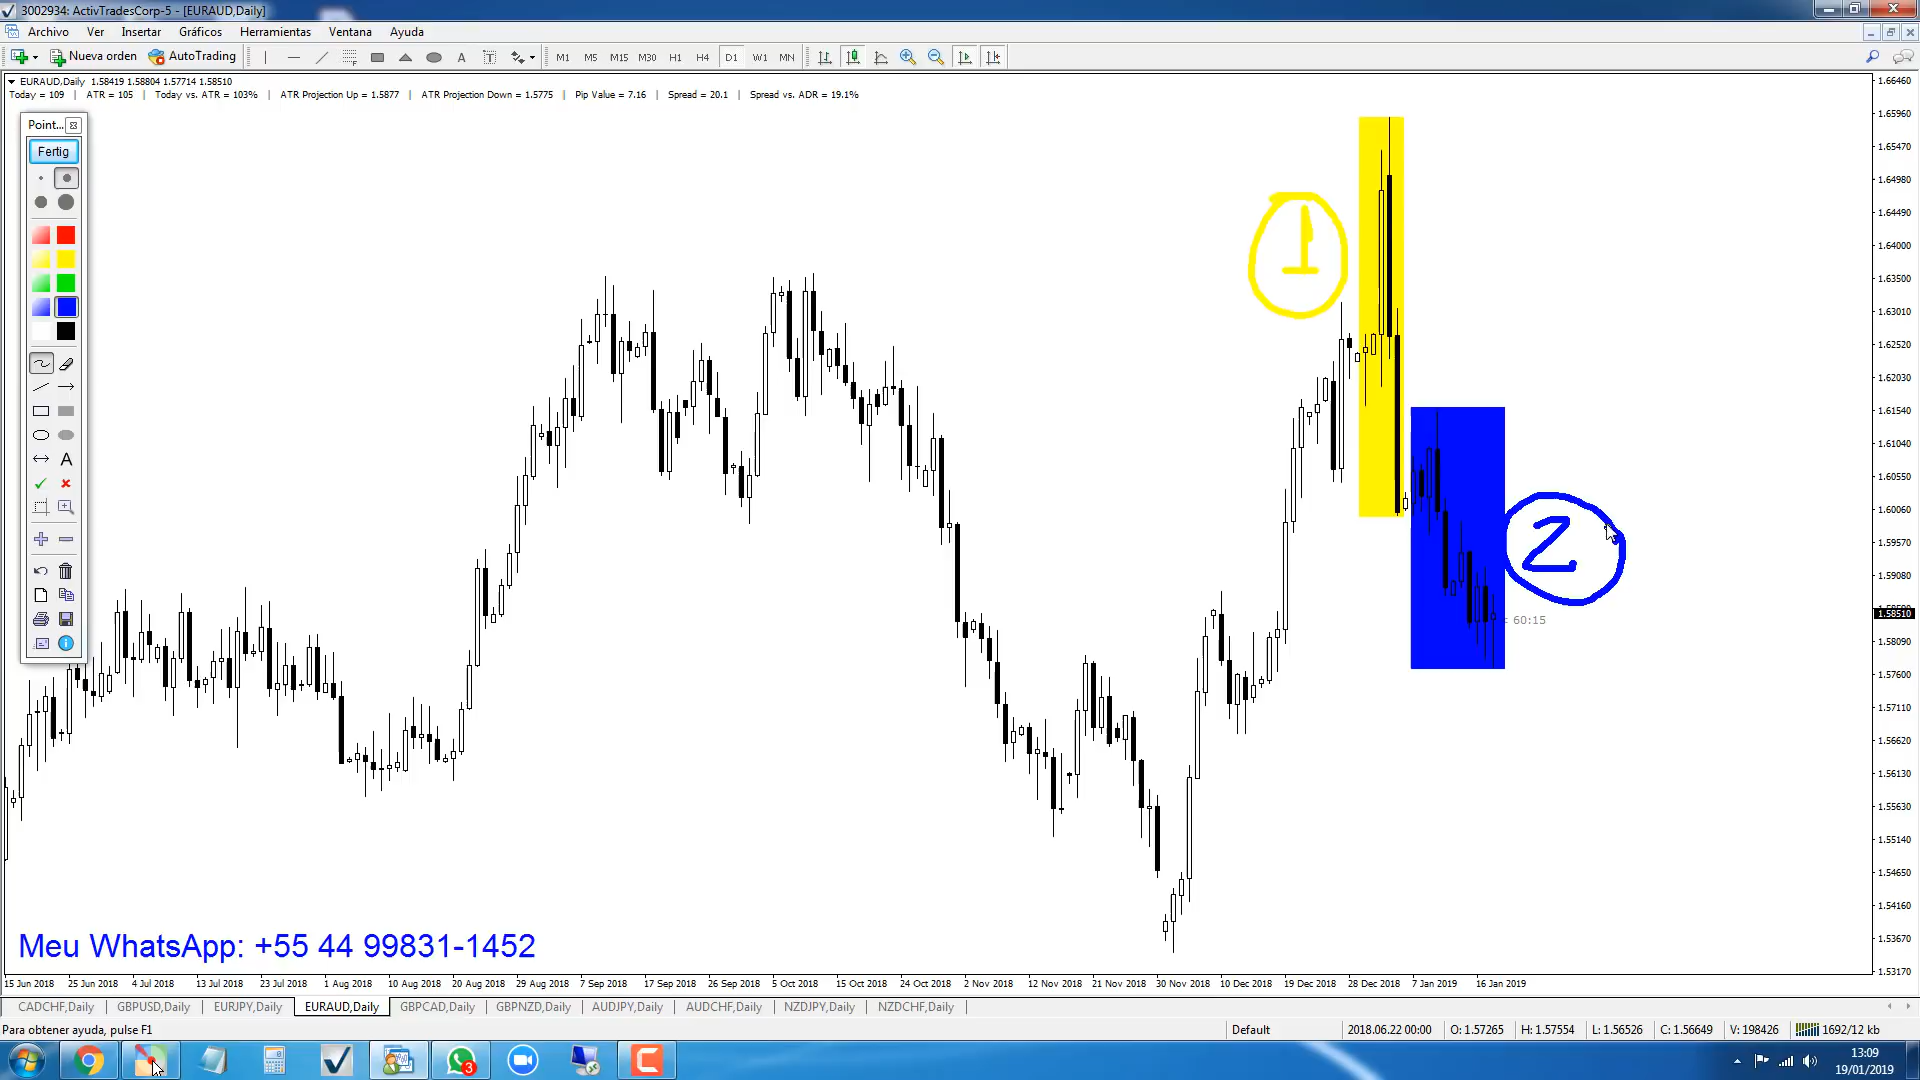 3002934: ActivTradesCorp-5 - [EURAUD,Daily]
Archivo Ver Insertar Gráficos Herramientas Ventana Ayuda
Nueva orden AutoTrading M1 M5 M15 M30 H1 H4 D1 W1 MN
EURAUD,Daily 1.58419 1.58804 1.57714 1.58510
Today = 109 | ATR = 105 | Today vs. ATR = 103% | ATR Projection Up = 1.5877 | ATR Projection Down = 1.5775 | Pip Value = 7.16 | Spread = 20.1 | Spread vs. ADR = 19.1%
Point...
Fertig
A
1
2
60:15
1.66460
1.65960
1.65470
1.64980
1.64490
1.64000
1.63500
1.63010
1.62520
1.62030
1.61540
1.61040
1.60550
1.60060
1.59570
1.59080
1.58510
1.58090
1.57600
1.57110
1.56620
1.56130
1.55630
1.55140
1.54650
1.54160
1.53670
1.53170
Meu WhatsApp: +55 44 99831-1452
15 Jun 2018 25 Jun 2018 4 Jul 2018 13 Jul 2018 23 Jul 2018 1 Aug 2018 10 Aug 2018 20 Aug 2018 29 Aug 2018 7 Sep 2018 17 Sep 2018 26 Sep 2018 5 Oct 2018 15 Oct 2018 24 Oct 2018 2 Nov 2018 12 Nov 2018 21 Nov 2018 30 Nov 2018 10 Dec 2018 19 Dec 2018 28 Dec 2018 7 Jan 2019 16 Jan 2019
CADCHF,Daily GBPUSD,Daily EURJPY,Daily EURAUD,Daily GBPCAD,Daily GBPNZD,Daily AUDJPY,Daily AUDCHF,Daily NZDJPY,Daily NZDCHF,Daily
Para obtener ayuda, pulse F1 Default 2018.06.22 00:00 O: 1.57265 H: 1.57554 L: 1.56526 C: 1.56649 V: 198426 1692/12 kb
3
13:09
19/01/2019